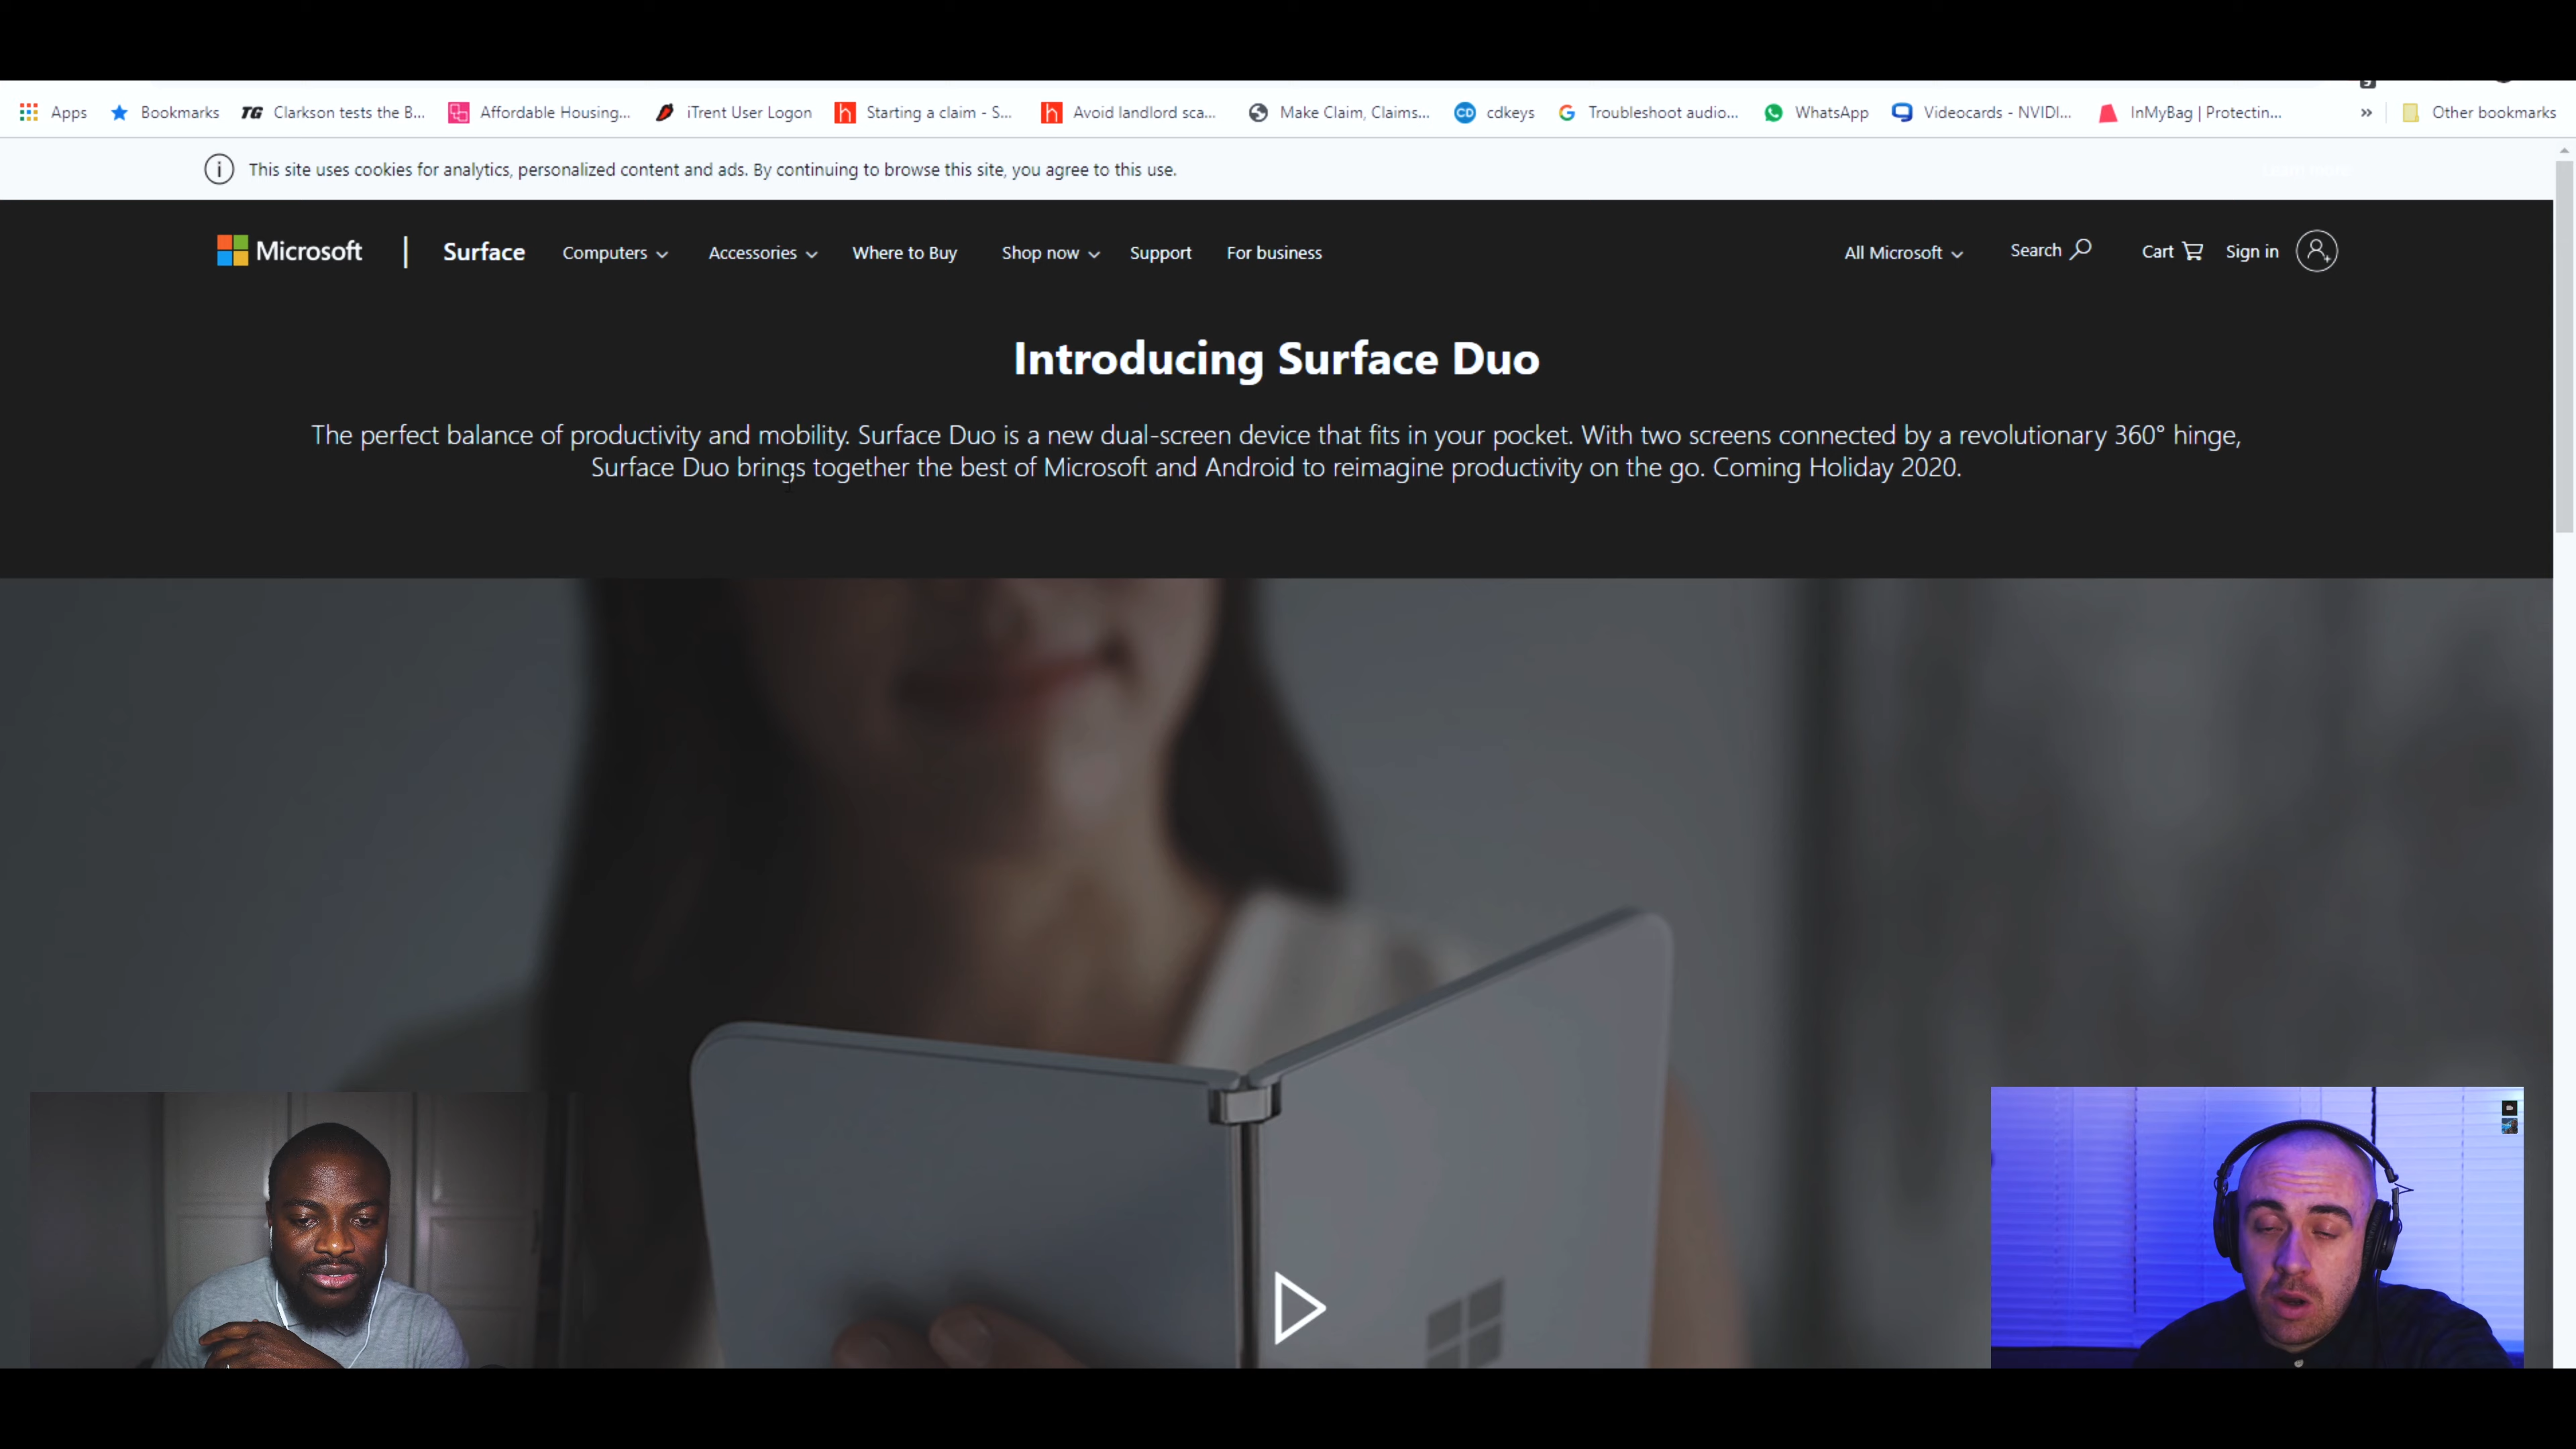 Apps Bookmarks TG Clarkson tests the B... Affordable Housing... iTrent User Logon h Starting a claim - S... h Avoid landlord sca... Make Claim, Claims... CD cdkeys G Troubleshoot audio... WhatsApp Videocards - NVIDI... InMyBag | Protectin... » Other bookmarks
This site uses cookies for analytics, personalized content and ads. By continuing to browse this site, you agree to this use. Learn more
Microsoft | Surface Computers Accessories Where to Buy Shop now Support For business All Microsoft Search Cart Sign in
Introducing Surface Duo
The perfect balance of productivity and mobility. Surface Duo is a new dual-screen device that fits in your pocket. With two screens connected by a revolutionary 360° hinge,
Surface Duo brings together the best of Microsoft and Android to reimagine productivity on the go. Coming Holiday 2020.